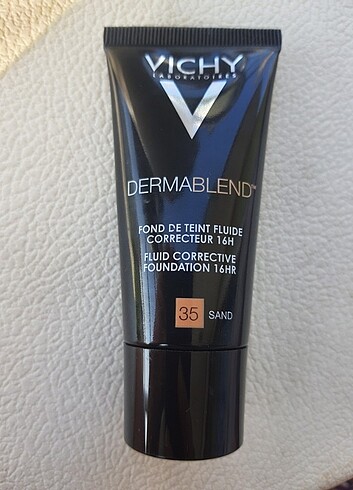 VICHY
LABORATOIRES
DERMABLEND™
FOND DE TEINT FLUIDE
CORRECTEUR 16H
FLUID CORRECTIVE
FOUNDATION 16HR
35 SAND